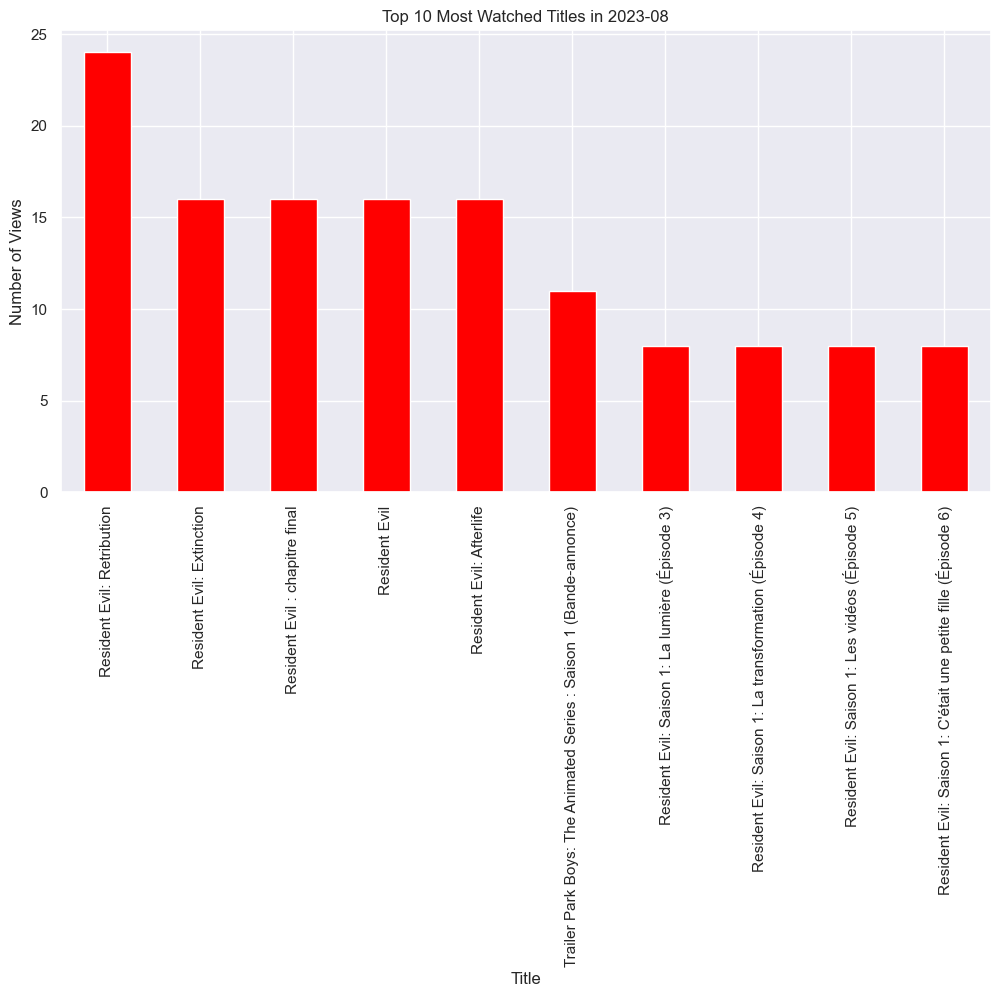 Top 10 Most Watched Titles in 2023-08
25
20
15
10
5
0
Number of Views
Resident Evil: Retribution
Resident Evil: Extinction
Resident Evil : chapitre final
Resident Evil
Resident Evil: Afterlife
Trailer Park Boys: The Animated Series : Saison 1 (Bande-annonce)
Resident Evil: Saison 1: La lumière (Épisode 3)
Resident Evil: Saison 1: La transformation (Épisode 4)
Resident Evil: Saison 1: Les vidéos (Épisode 5)
Resident Evil: Saison 1: C'était une petite fille (Épisode 6)
Title